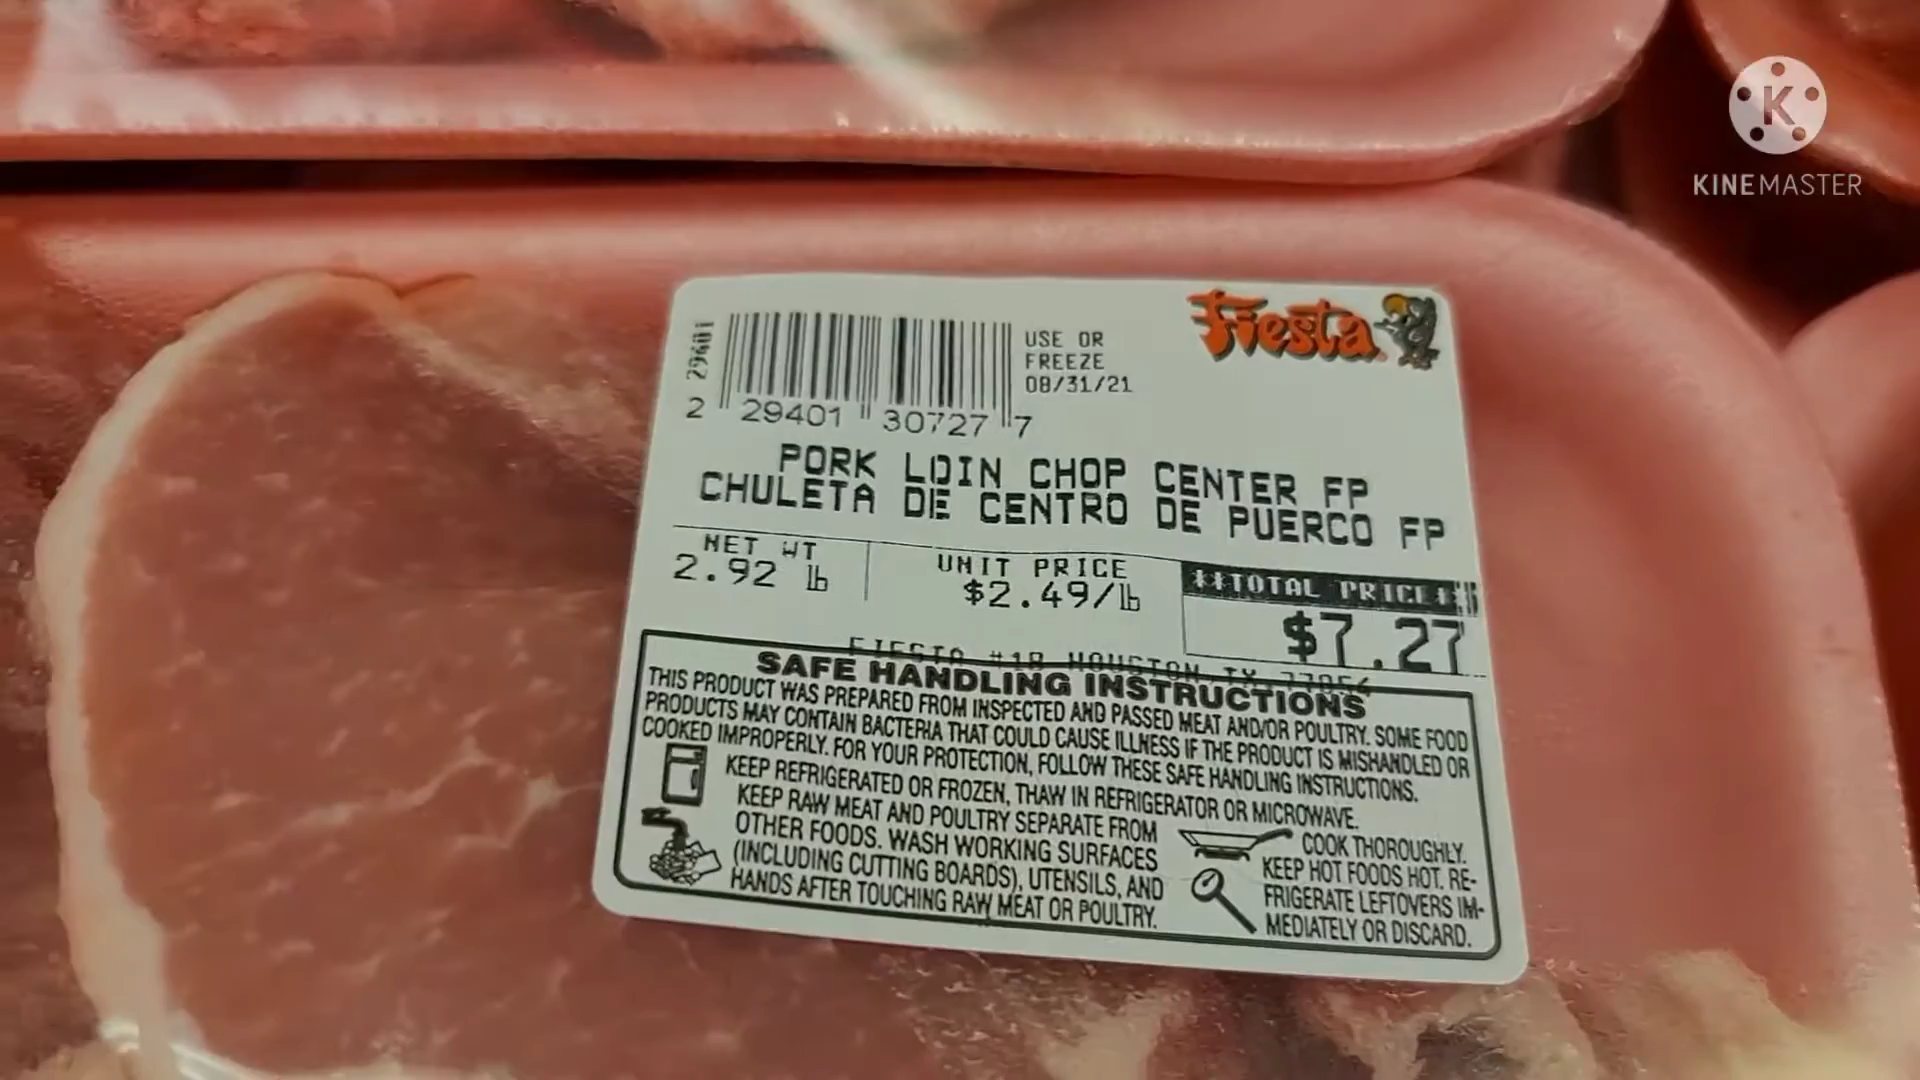 KINEMASTER
Fiesta
29401
USE OR
FREEZE
08/31/21
2 29401 30727 7
PORK LOIN CHOP CENTER FP
CHULETA DE CENTRO DE PUERCO FP
NET WT
2.92 lb
UNIT PRICE
$2.49/lb
**TOTAL PRICE**
$7.27
FIESTA #18 HOUSTON, TX 77054
SAFE HANDLING INSTRUCTIONS
THIS PRODUCT WAS PREPARED FROM INSPECTED AND PASSED MEAT AND/OR POULTRY. SOME FOOD
PRODUCTS MAY CONTAIN BACTERIA THAT COULD CAUSE ILLNESS IF THE PRODUCT IS MISHANDLED OR
COOKED IMPROPERLY. FOR YOUR PROTECTION, FOLLOW THESE SAFE HANDLING INSTRUCTIONS.
KEEP REFRIGERATED OR FROZEN, THAW IN REFRIGERATOR OR MICROWAVE.
KEEP RAW MEAT AND POULTRY SEPARATE FROM
OTHER FOODS. WASH WORKING SURFACES
(INCLUDING CUTTING BOARDS), UTENSILS, AND
HANDS AFTER TOUCHING RAW MEAT OR POULTRY.
COOK THOROUGHLY.
KEEP HOT FOODS HOT. RE-
FRIGERATE LEFTOVERS IM-
MEDIATELY OR DISCARD.